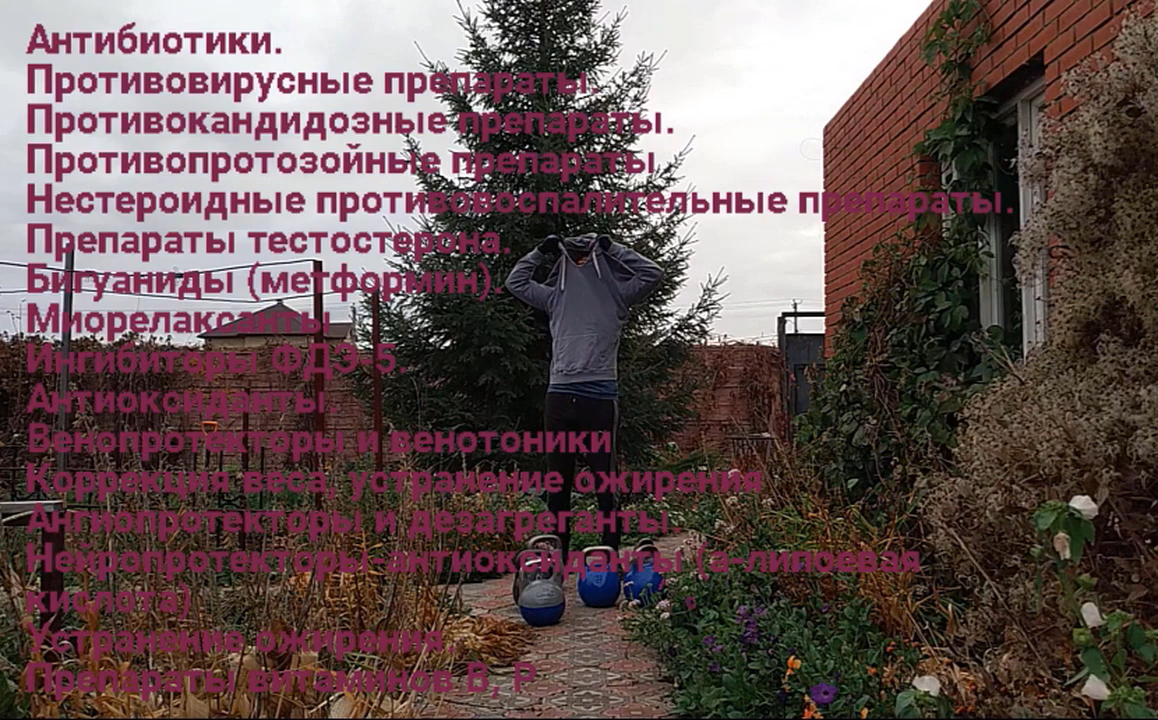 Антибиотики.
Противовирусные препараты.
Противокандидозные препараты.
Противопротозойные препараты.
Нестероидные противовоспалительные препараты.
Препараты тестостерона.
Бигуаниды (метформин).
Миорелаксанты.
Ингибиторы ФДЭ-5.
Антиоксиданты.
Венопротекторы и венотоники
Коррекция веса, устранение ожирения
Ангиопротекторы и дезагреганты.
Нейропротекторы-антиоксиданты (а-липоевая
кислота)
Устранение ожирения.
Препараты витаминов В, Р